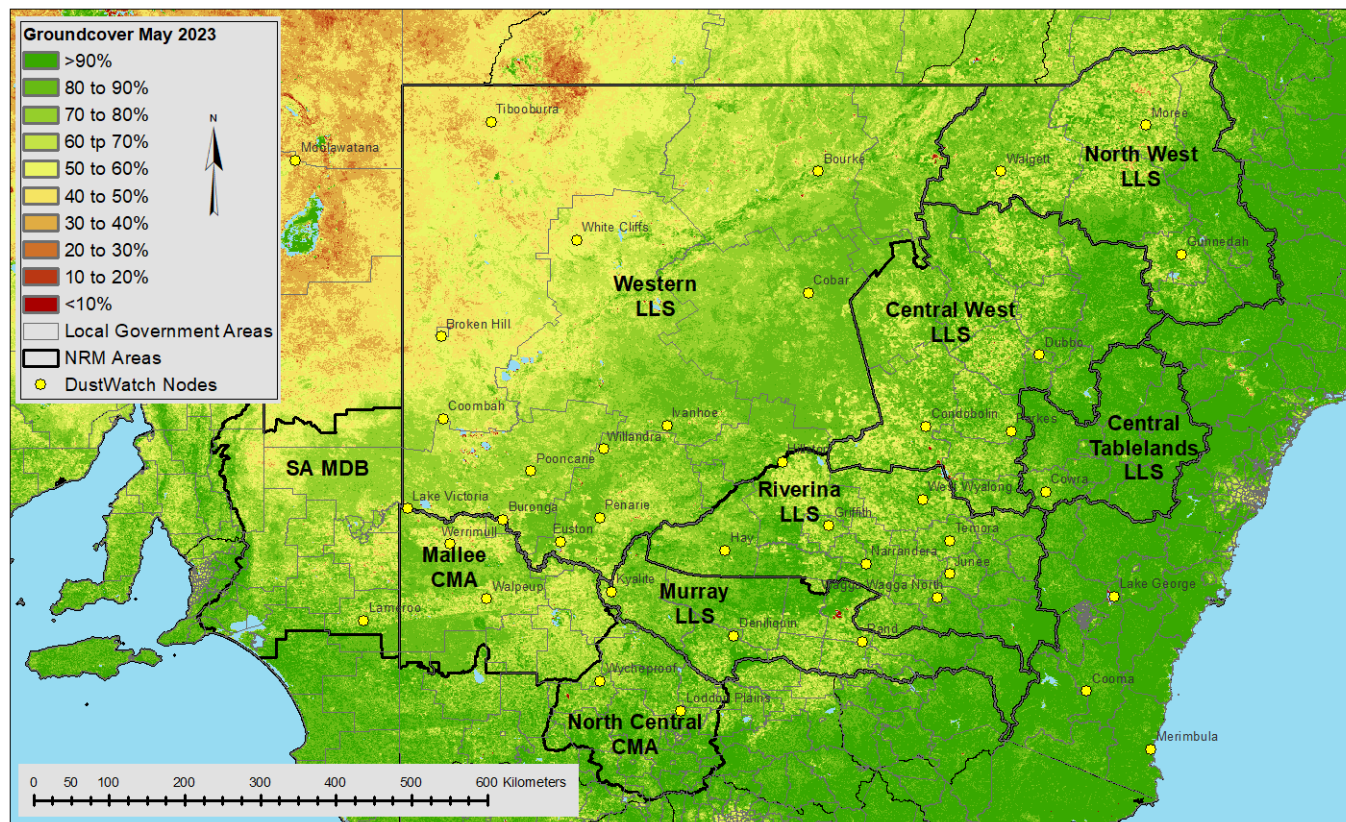 Groundcover May 2023
>90%
80 to 90%
70 to 80%
60 tp 70%
50 to 60%
40 to 50%
30 to 40%
20 to 30%
10 to 20%
<10%
Local Government Areas
NRM Areas
DustWatch Nodes
N
Tibooburra
Moolawatana
Moree
Bourke
Walgett
North West
LLS
White Cliffs
Gunnedah
Western
LLS
Cobar
Central West
LLS
Broken Hill
Dubbo
Coombah
Ivanhoe
Condobolin
Parkes
Central
Tablelands
LLS
Willandra
SA MDB
Pooncarie
Riverina
LLS
West Wyalong
Cowra
Lake Victoria
Buronga
Penarie
Griffith
Werrimull
Euston
Temora
Mallee
CMA
Hay
Narrandera
Junee
Kyalite
Murray
LLS
Wagga Wagga North
Lake George
Walpeup
Lameroo
Deniliquin
Rand
Wycheproof
Cooma
Loddon Plains
North Central
CMA
Merimbula
0 50 100 200 300 400 500 600 Kilometers